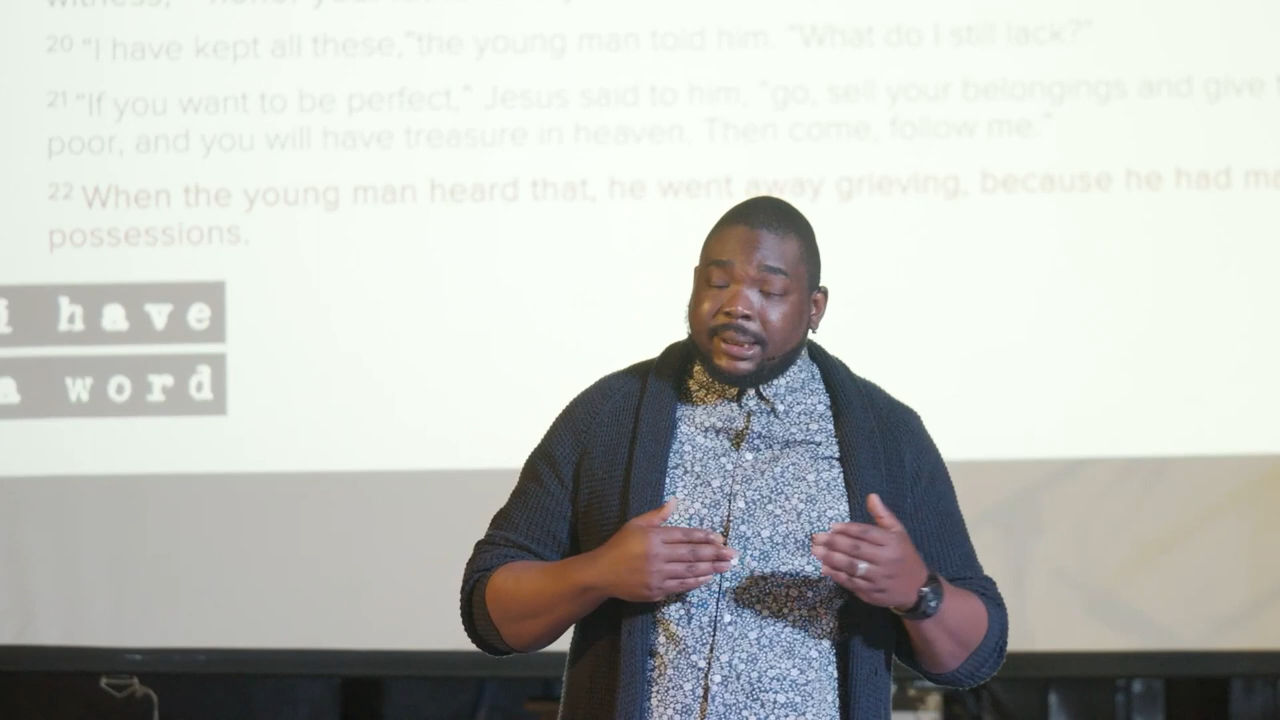 witness; honor your
20 “I have kept all these,” the young man told him. “What do I still lack?”
21 “If you want to be perfect,” Jesus said to him, “go, sell your belongings and give
poor, and you will have treasure in heaven. Then come, follow me.”
22 When the young man heard that, he went away grieving, because he had
possessions.
i have
a word